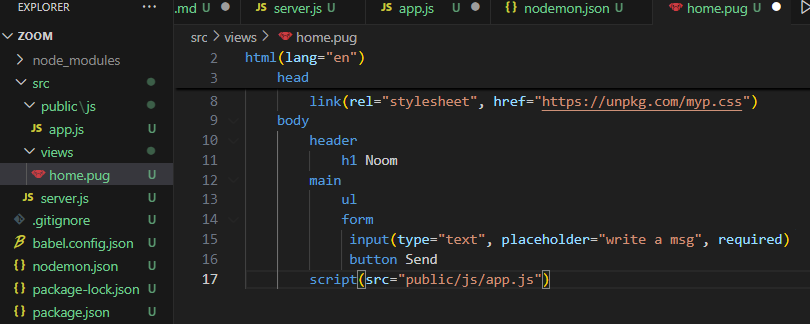 EXPLORER ...
.md U
JS server.js U
JS app.js U
{} nodemon.json U
home.pug U
ZOOM
node_modules
src
public\js
JS app.js U
views
home.pug U
JS server.js U
.gitignore U
babel.config.json U
{} nodemon.json U
{} package-lock.json U
{} package.json U
src > views > home.pug
2 html(lang="en")
3 head
8 link(rel="stylesheet", href="https://unpkg.com/myp.css")
9 body
10 header
11 h1 Noom
12 main
13 ul
14 form
15 input(type="text", placeholder="write a msg", required)
16 button Send
17 script(src="public/js/app.js")